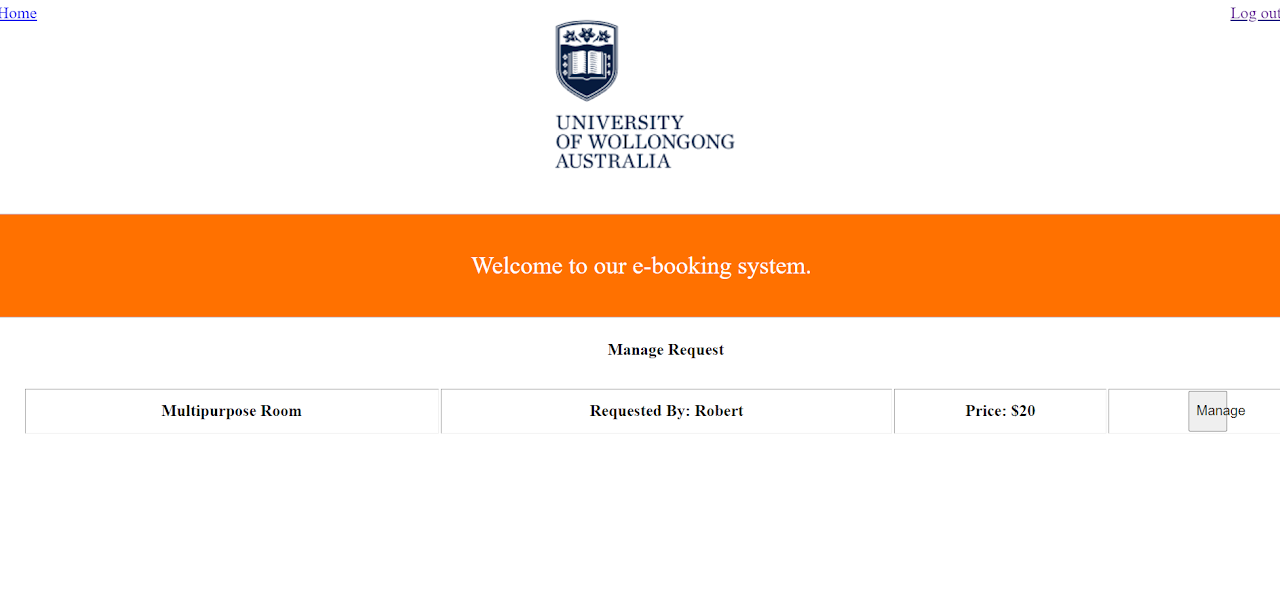 Home
Log out
UNIVERSITY
OF WOLLONGONG
AUSTRALIA
Welcome to our e-booking system.
Manage Request
Multipurpose Room
Requested By: Robert
Price: $20
Manage